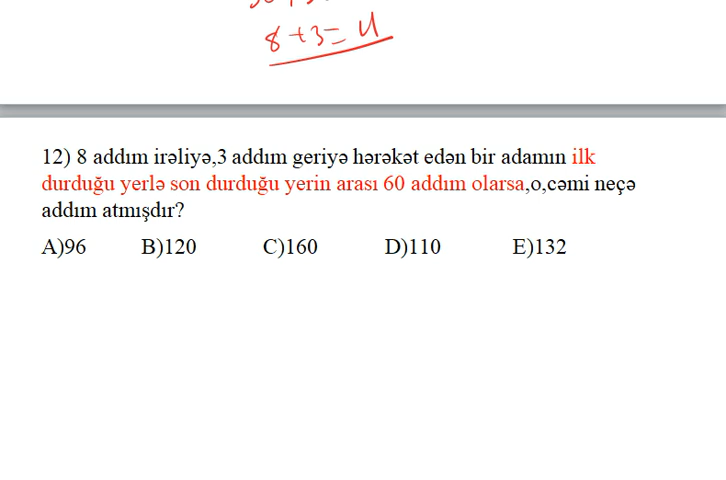 8+3= 11
12) 8 addım irəliyə,3 addım geriyə hərəkət edən bir adamın ilk
durduğu yerlə son durduğu yerin arası 60 addım olarsa,o,cəmi neçə
addım atmışdır?
A)96 B)120 C)160 D)110 E)132